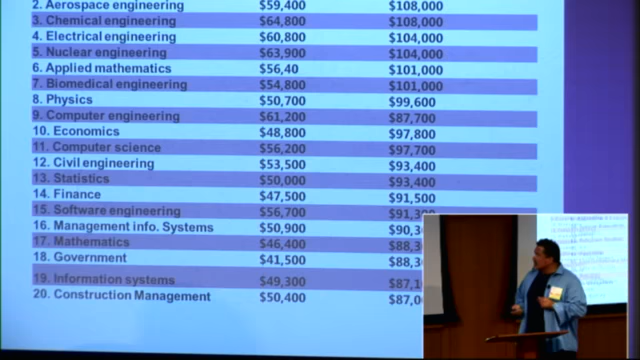 2. Aerospace engineering $59,400 $108,000
3. Chemical engineering $64,800 $108,000
4. Electrical engineering $60,800 $104,000
5. Nuclear engineering $63,900 $104,000
6. Applied mathematics $56,40 $101,000
7. Biomedical engineering $54,800 $101,000
8. Physics $50,700 $99,600
9. Computer engineering $61,200 $87,700
10. Economics $48,800 $97,800
11. Computer science $56,200 $97,700
12. Civil engineering $53,500 $93,400
13. Statistics $50,000 $93,400
14. Finance $47,500 $91,500
15. Software engineering $56,700 $91,30
16. Management info. Systems $50,900 $90,3
17. Mathematics $46,400 $88,3
18. Government $41,500 $88,3
19. Information systems $49,300 $87,1
20. Construction Management $50,400 $87,0